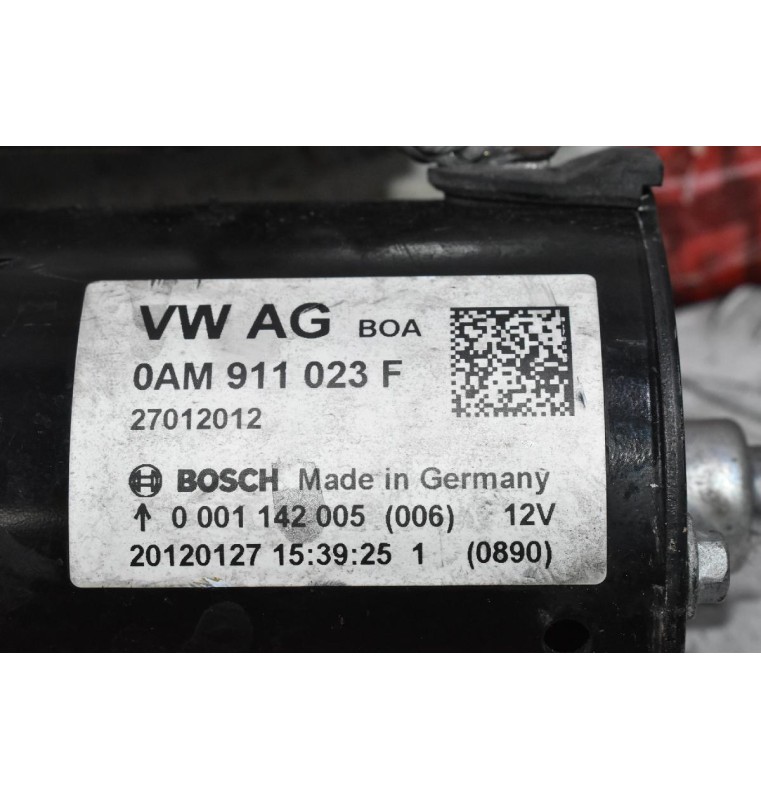 VW AG BOA
0AM 911 023 F
27012012
BOSCH Made in Germany
↑ 0 001 142 005 (006) 12V
20120127 15:39:25 1 (0890)